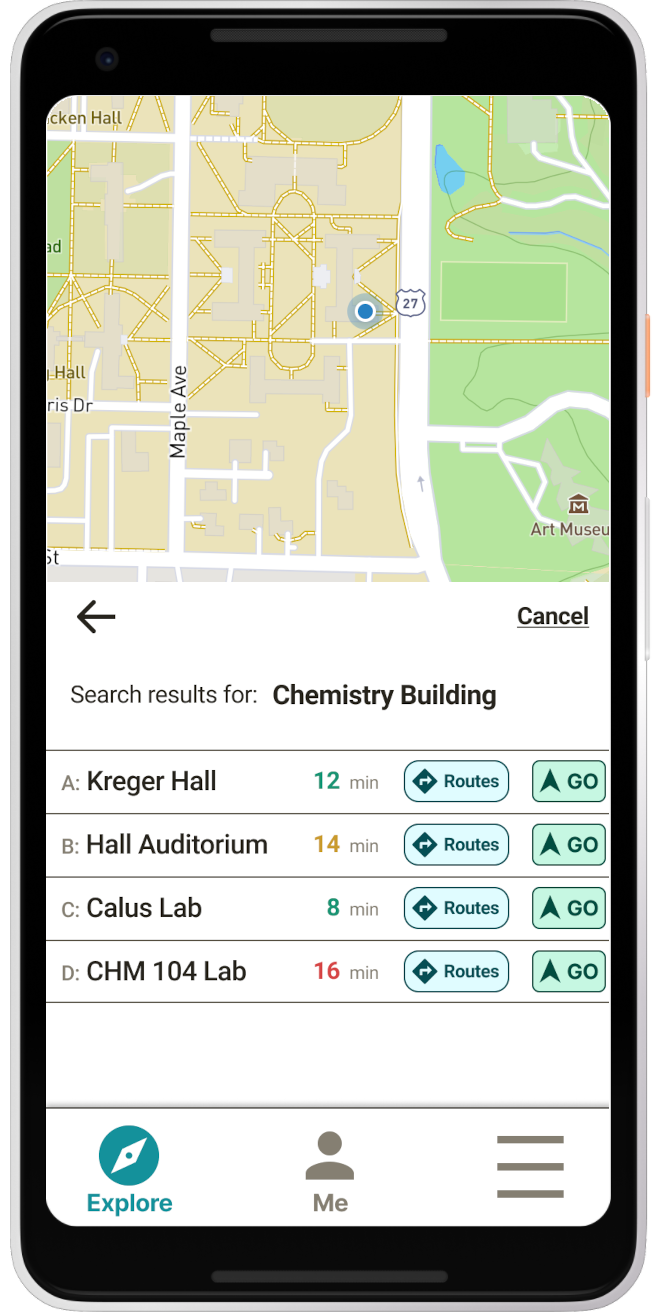 cken Hall
ad
27
Hall
ris Dr
Maple Ave
Art Museu
St
Cancel
Search results for: Chemistry Building
A: Kreger Hall 12 min Routes GO
B: Hall Auditorium 14 min Routes GO
C: Calus Lab 8 min Routes GO
D: CHM 104 Lab 16 min Routes GO
Explore
Me